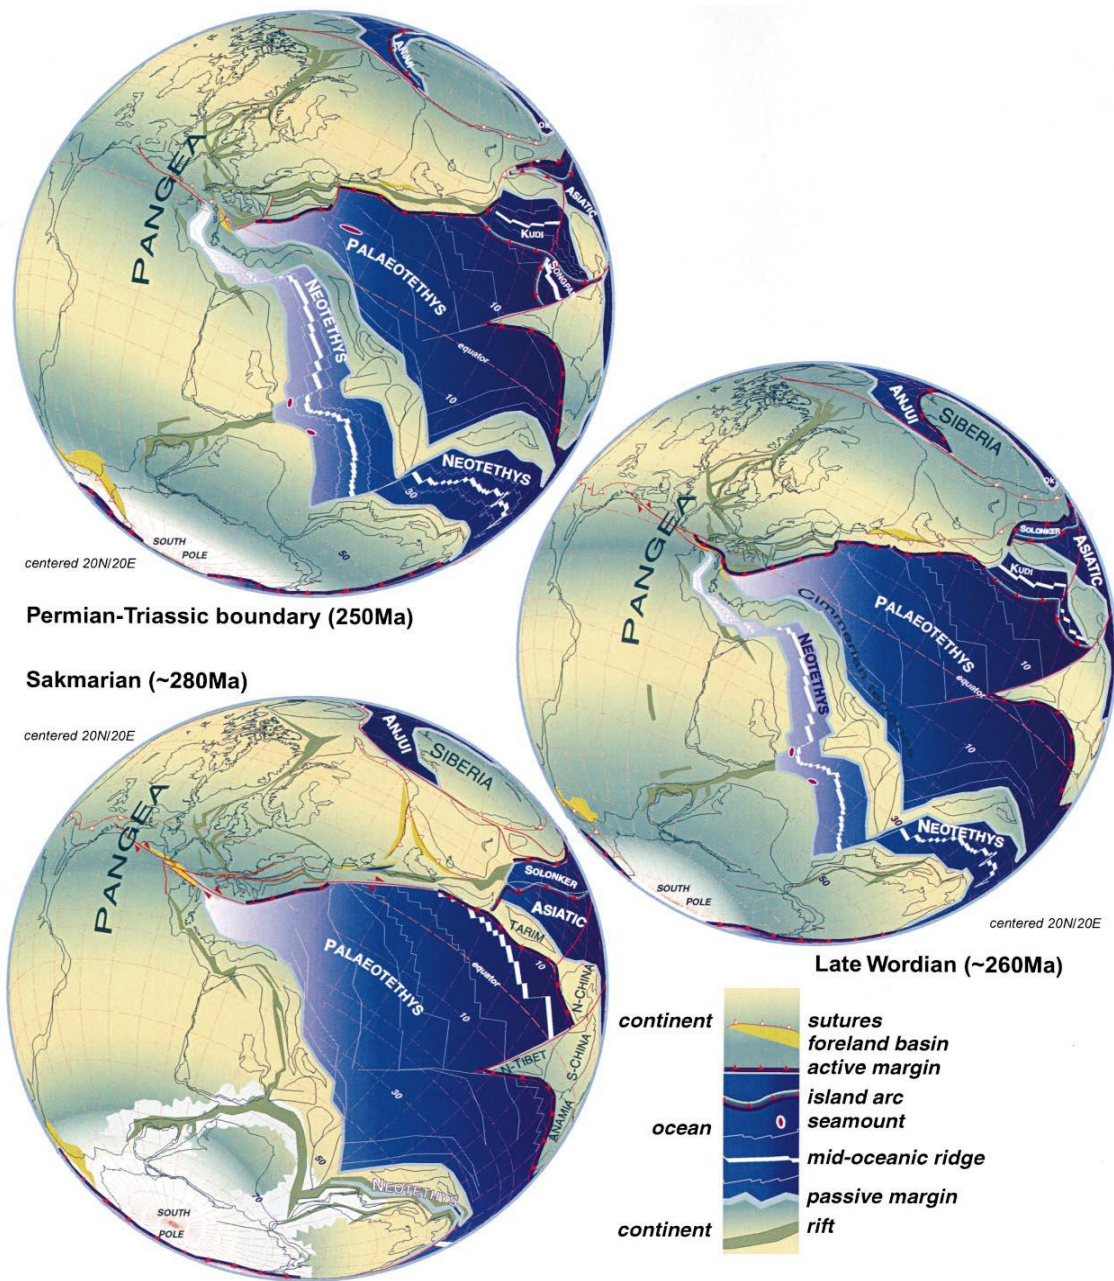 ANJUI
PANGEA
ASIATIC
KUDI
SONGPAN
PALAEOTETHYS
10
NEOTETHYS
equator
10
NEOTETHYS
30
50
SOUTH
POLE
centered 20N/20E
Permian-Triassic boundary (250Ma)
ANJUI
SIBERIA
PANGEA
SOLONKER
ASIATIC
KUDI
Cimmerian terranes
PALAEOTETHYS
10
NEOTETHYS
equator
10
30
NEOTETHYS
50
SOUTH
POLE
centered 20N/20E
Late Wordian (~260Ma)
Sakmarian (~280Ma)
centered 20N/20E
ANJUI
SIBERIA
PANGEA
SOLONKER
ASIATIC
TARIM
PALAEOTETHYS
equator
10
N-CHINA
10
N-TIBET
S-CHINA
30
ANAMIA
50
NEOTETHYS
70
SOUTH
POLE
continent
sutures
foreland basin
active margin
island arc
ocean
seamount
mid-oceanic ridge
passive margin
continent
rift